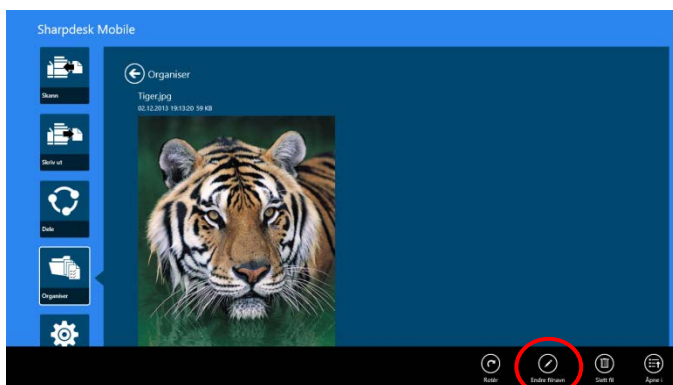 Sharpdesk Mobile
Skann
Organiser
Tiger.jpg
02.12.2013 19:13:20 59 KB
Skriv ut
Dele
Organiser
Rotér
Endre filnavn
Slett fil
Åpne i